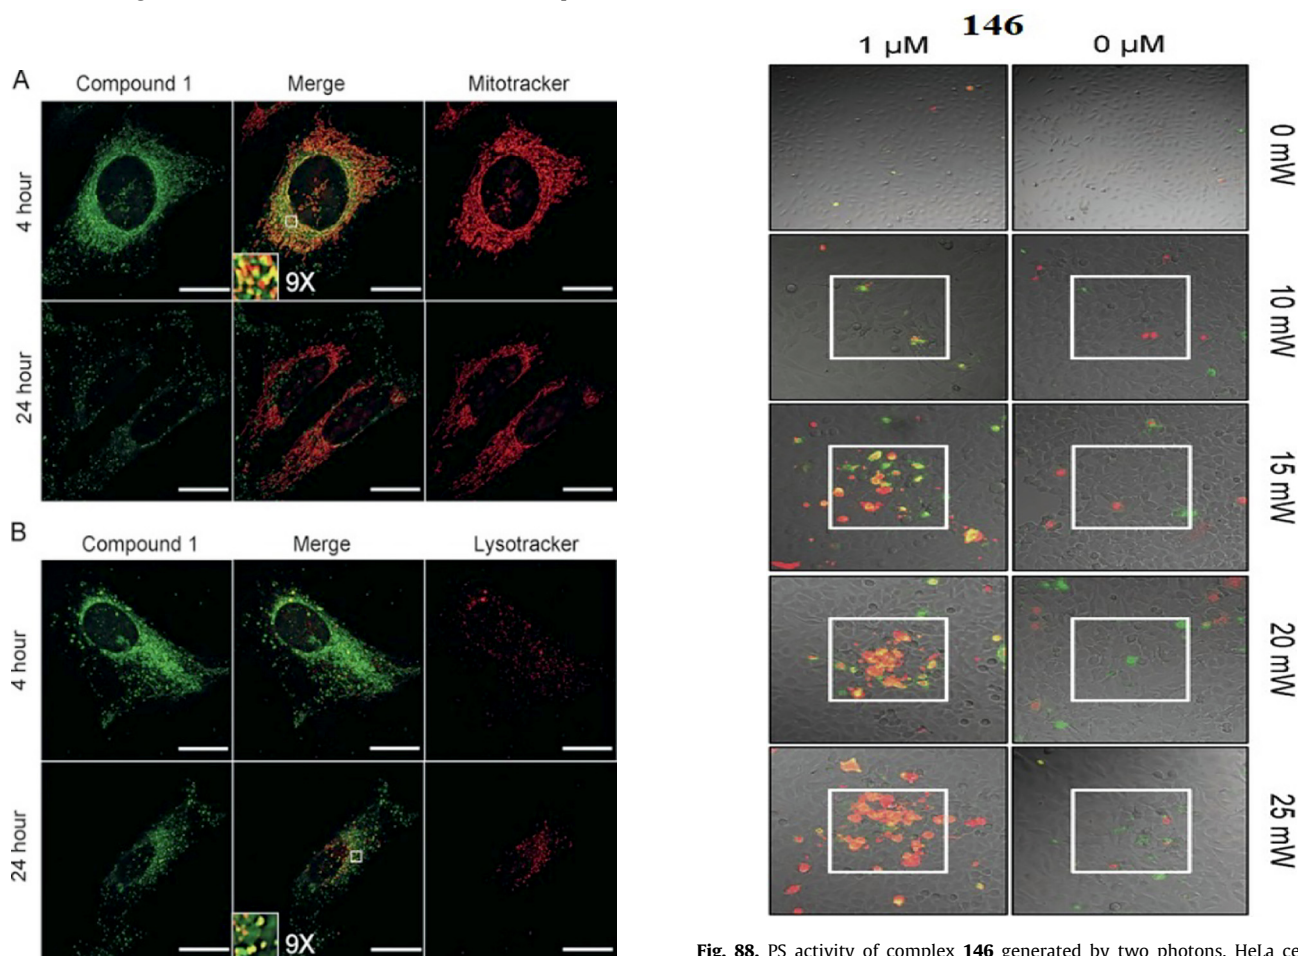 A
Compound 1 Merge Mitotracker
4 hour
9X
24 hour
B
Compound 1 Merge Lysotracker
4 hour
24 hour
9X
146
1 µM 0 µM
0 mW
10 mW
15 mW
20 mW
25 mW
Fig. 88. PS activity of complex 146 generated by two photons. HeLa ce